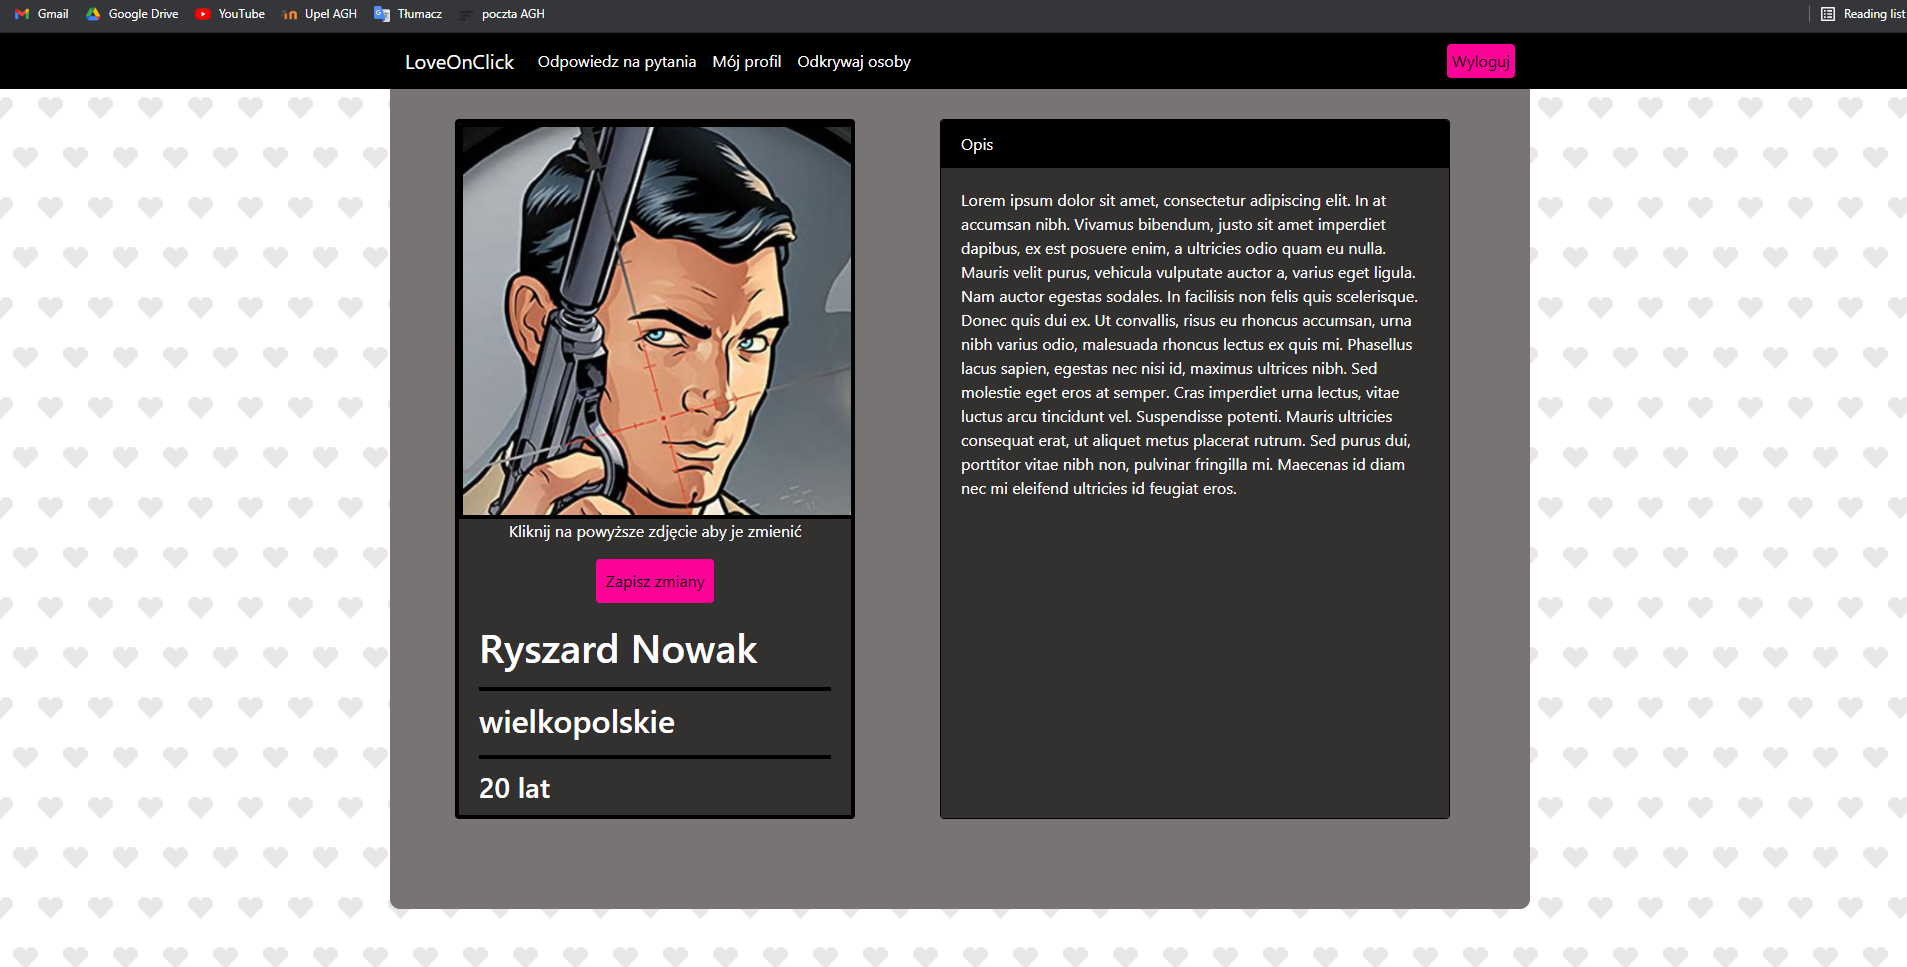 Gmail Google Drive YouTube Upel AGH Tłumacz poczta AGH Reading list
LoveOnClick Odpowiedz na pytania Mój profil Odkrywaj osoby Wyloguj
Kliknij na powyższe zdjęcie aby je zmienić
Zapisz zmiany
Ryszard Nowak
wielkopolskie
20 lat
Opis
Lorem ipsum dolor sit amet, consectetur adipiscing elit. In at
accumsan nibh. Vivamus bibendum, justo sit amet imperdiet
dapibus, ex est posuere enim, a ultricies odio quam eu nulla.
Mauris velit purus, vehicula vulputate auctor a, varius eget ligula.
Nam auctor egestas sodales. In facilisis non felis quis scelerisque.
Donec quis dui ex. Ut convallis, risus eu rhoncus accumsan, urna
nibh varius odio, malesuada rhoncus lectus ex quis mi. Phasellus
lacus sapien, egestas nec nisi id, maximus ultrices nibh. Sed
molestie eget eros at semper. Cras imperdiet urna lectus, vitae
luctus arcu tincidunt vel. Suspendisse potenti. Mauris ultricies
consequat erat, ut aliquet metus placerat rutrum. Sed purus dui,
porttitor vitae nibh non, pulvinar fringilla mi. Maecenas id diam
nec mi eleifend ultricies id feugiat eros.